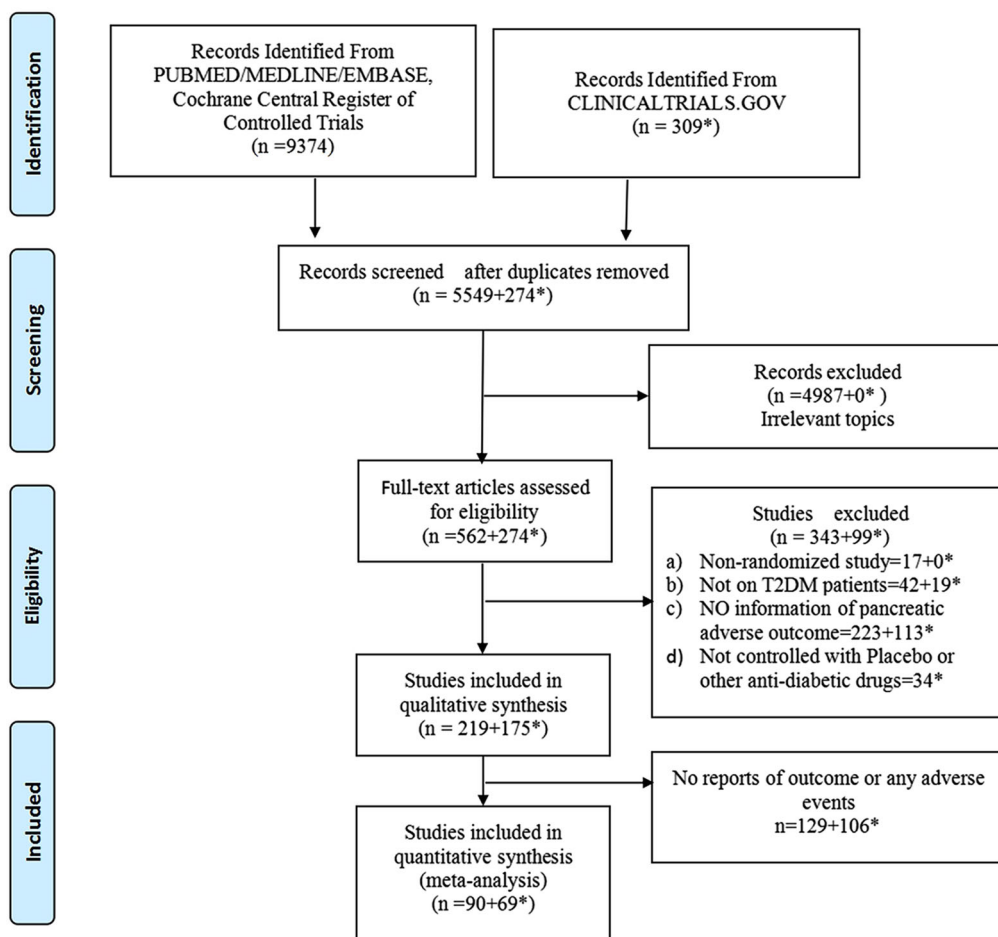 Identification
Records Identified From
PUBMED/MEDLINE/EMBASE,
Cochrane Central Register of
Controlled Trials
(n =9374)
Records Identified From
CLINICALTRIALS.GOV
(n = 309*)
Screening
Records screened after duplicates removed
(n = 5549+274*)
Records excluded
(n =4987+0* )
Irrelevant topics
Eligibility
Full-text articles assessed
for eligibility
(n =562+274*)
Studies excluded
(n = 343+99*)
a) Non-randomized study=17+0*
b) Not on T2DM patients=42+19*
c) NO information of pancreatic
adverse outcome=223+113*
d) Not controlled with Placebo or
other anti-diabetic drugs=34*
Studies included in
qualitative synthesis
(n = 219+175*)
Included
No reports of outcome or any adverse
events
n=129+106*
Studies included in
quantitative synthesis
(meta-analysis)
(n =90+69*)